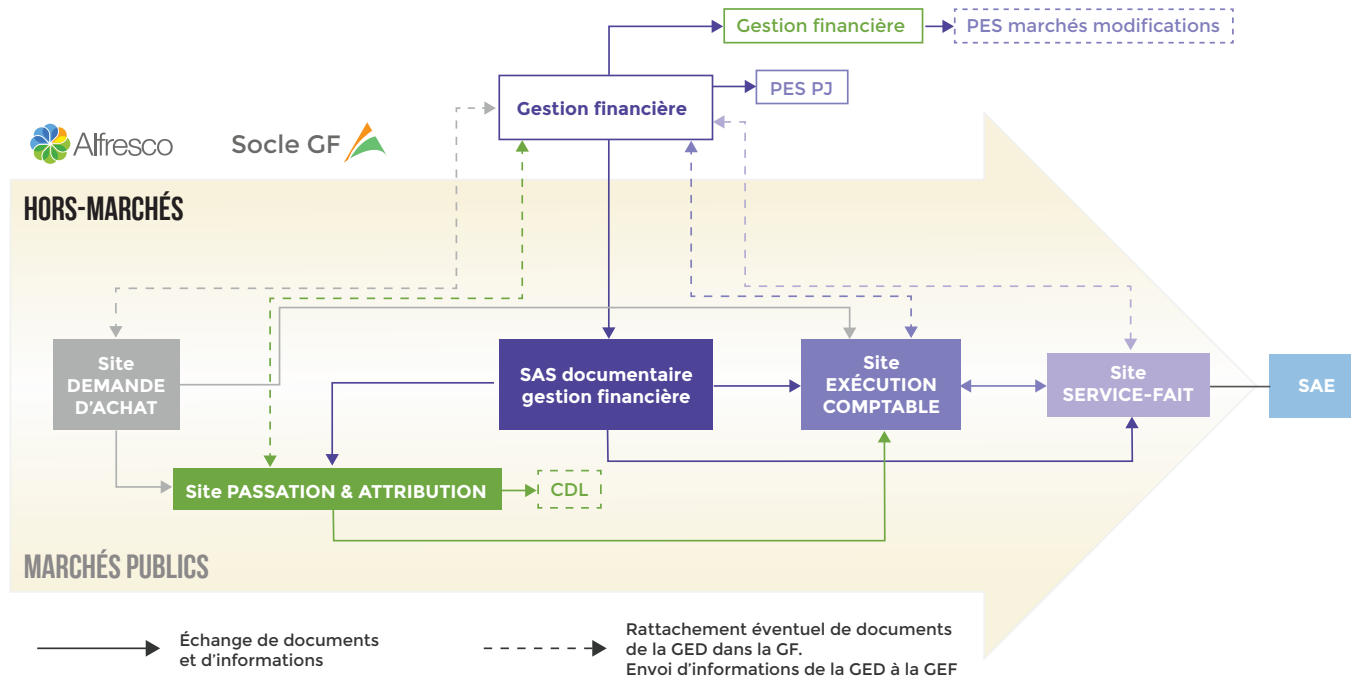 Gestion financière
PES marchés modifications
Gestion financière
PES PJ
Alfresco
Socle GF
HORS-MARCHÉS
Site
DEMANDE
D'ACHAT
SAS documentaire
gestion financière
Site
EXÉCUTION
COMPTABLE
Site
SERVICE-FAIT
SAE
Site PASSATION & ATTRIBUTION
CDL
MARCHÉS PUBLICS
Échange de documents
et d'informations
Rattachement éventuel de documents
de la GED dans la GF.
Envoi d'informations de la GED à la GEF